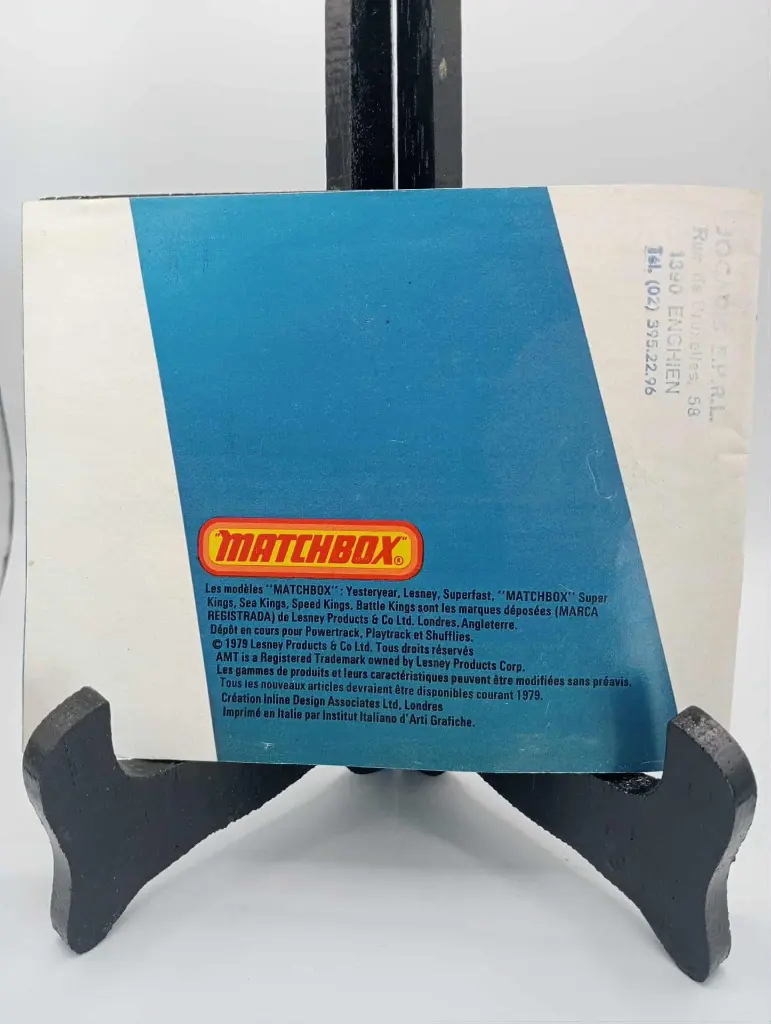 "MATCHBOX"®
Les modèles "MATCHBOX": Yesteryear, Lesney, Superfast, "MATCHBOX" Super
Kings, Sea Kings, Speed Kings. Battle Kings sont les marques déposées (MARCA
REGISTRADA) de Lesney Products & Co Ltd. Londres. Angleterre.
Dépôt en cours pour Powertrack, Playtrack et Shufflies.
© 1979 Lesney Products & Co Ltd. Tous droits réservés
AMT is a Registered Trademark owned by Lesney Products Corp.
Les gammes de produits et leurs caractéristiques peuvent être modifiées sans préavis.
Tous les nouveaux articles devraient être disponibles courant 1979.
Création Inline Design Associates Ltd, Londres
Imprimé en Italie par Institut Italiano d'Arti Grafiche.
E.P.R.L.
Rue de Bruxelles, 58
1390 ENGHIEN
Tél. (02) 395.22.96